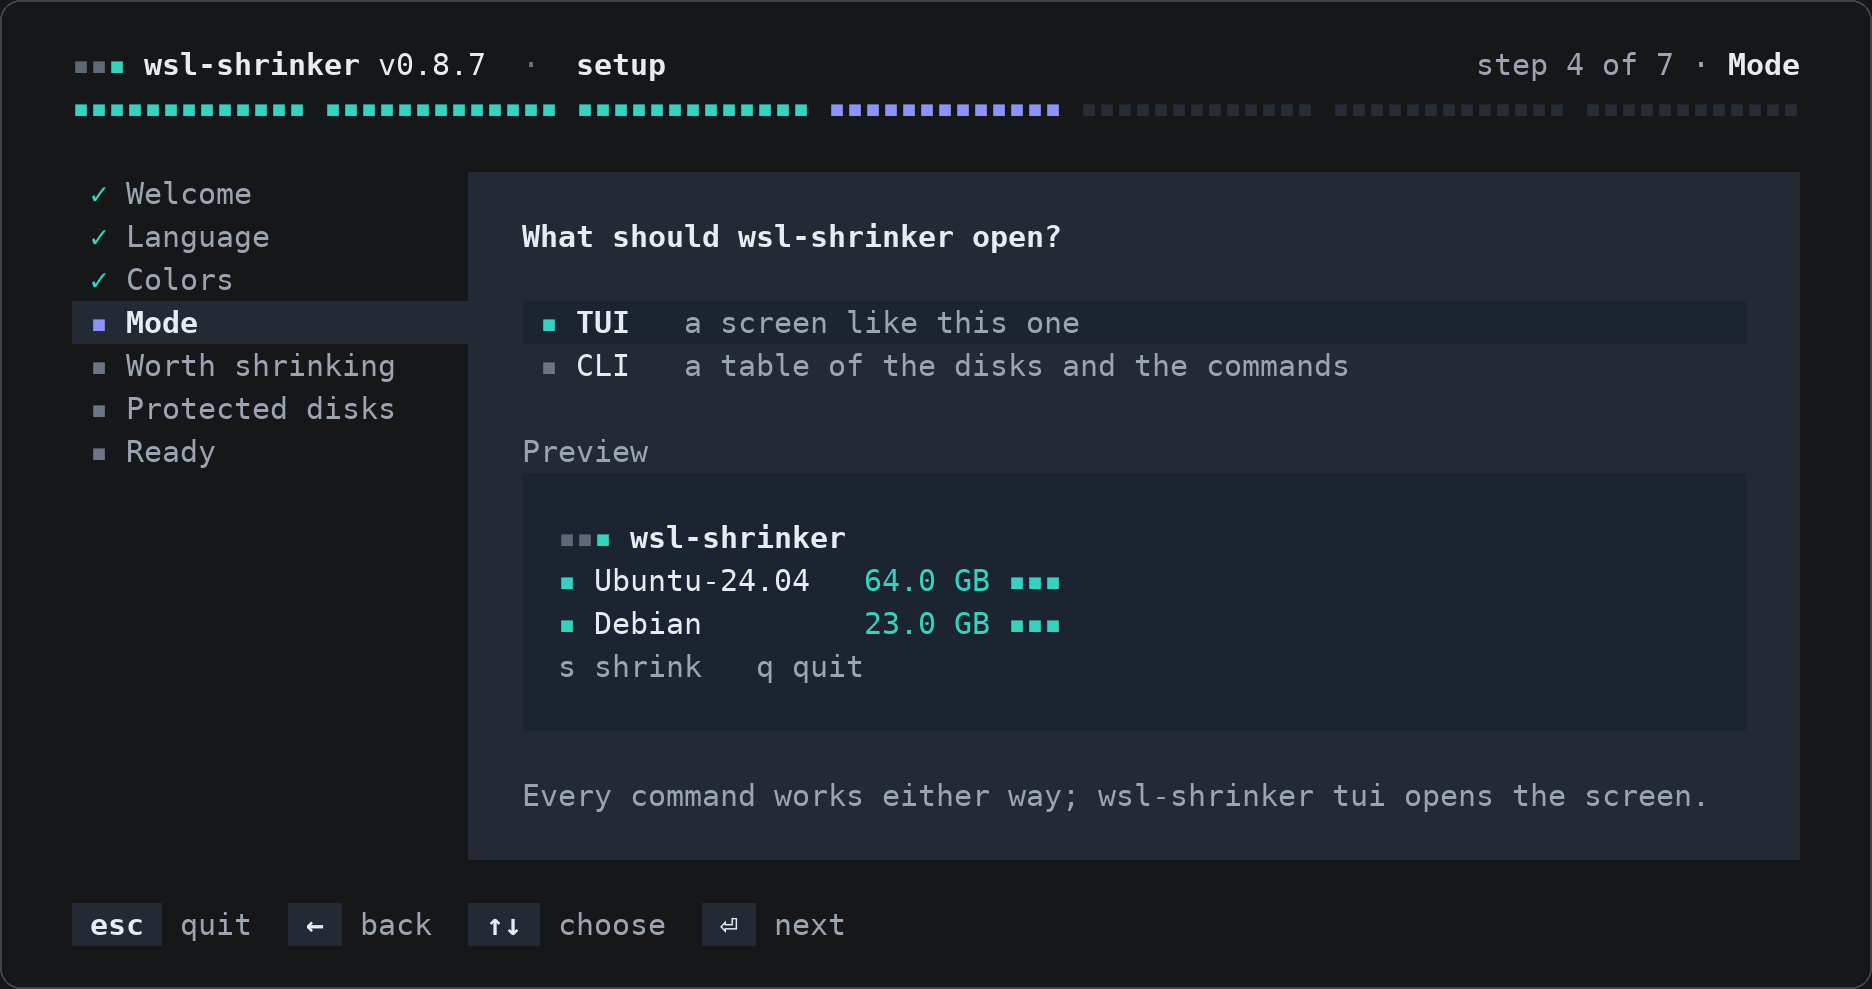 wsl-shrinker v0.8.7 · setup
step 4 of 7 · Mode
✓ Welcome
✓ Language
✓ Colors
Mode
Worth shrinking
Protected disks
Ready
What should wsl-shrinker open?
TUI a screen like this one
CLI a table of the disks and the commands
Preview
wsl-shrinker
Ubuntu-24.04 64.0 GB
Debian 23.0 GB
s shrink q quit
Every command works either way; wsl-shrinker tui opens the screen.
esc quit ← back ↑↓ choose ⏎ next